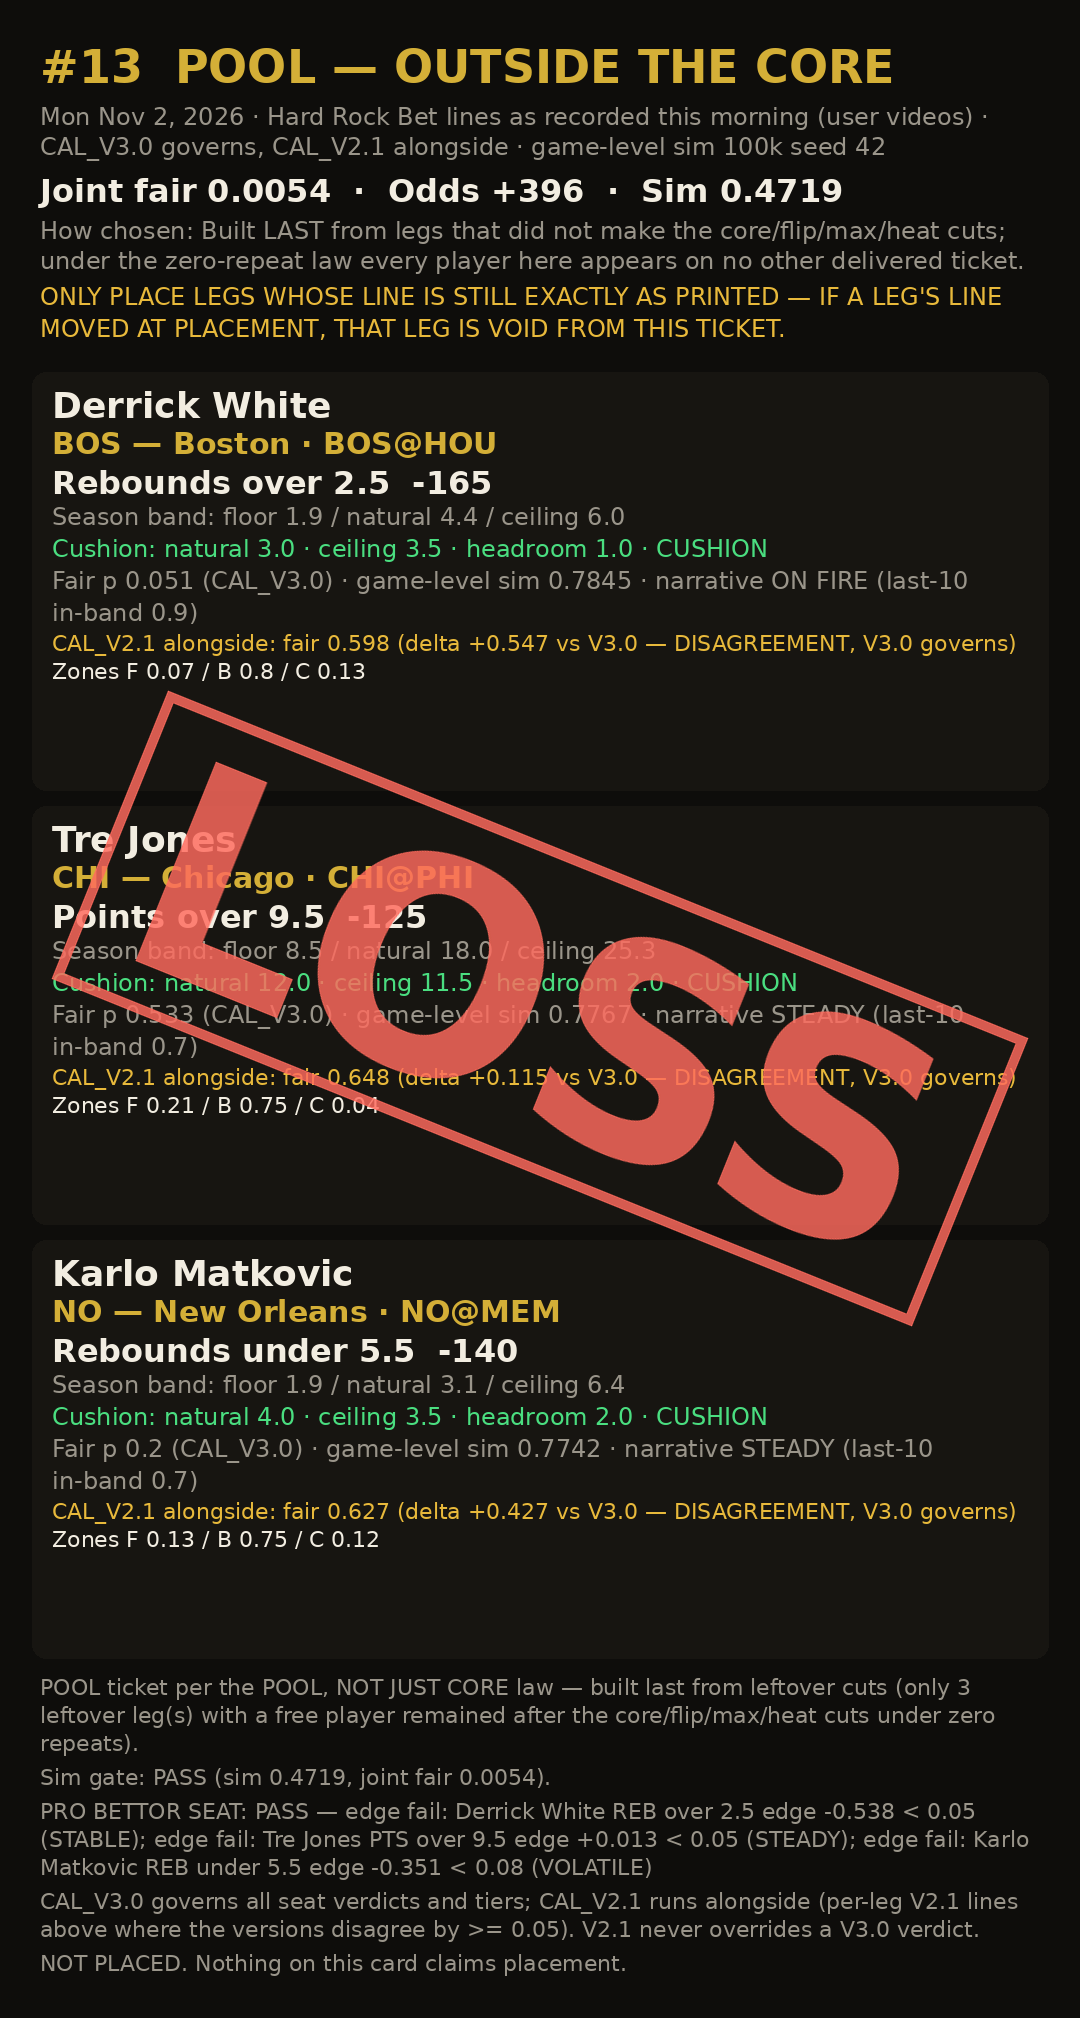 #13  POOL — OUTSIDE THE CORE
Mon Nov 2, 2026 · Hard Rock Bet lines as recorded this morning (user videos) ·
CAL_V3.0 governs, CAL_V2.1 alongside · game-level sim 100k seed 42
Joint fair 0.0054  ·  Odds +396  ·  Sim 0.4719
How chosen: Built LAST from legs that did not make the core/flip/max/heat cuts;
under the zero-repeat law every player here appears on no other delivered ticket.
ONLY PLACE LEGS WHOSE LINE IS STILL EXACTLY AS PRINTED — IF A LEG'S LINE
MOVED AT PLACEMENT, THAT LEG IS VOID FROM THIS TICKET.
Derrick White
BOS — Boston · BOS@HOU
Rebounds over 2.5  -165
Season band: floor 1.9 / natural 4.4 / ceiling 6.0
Cushion: natural 3.0 · ceiling 3.5 · headroom 1.0 · CUSHION
Fair p 0.051 (CAL_V3.0) · game-level sim 0.7845 · narrative ON FIRE (last-10
in-band 0.9)
CAL_V2.1 alongside: fair 0.598 (delta +0.547 vs V3.0 — DISAGREEMENT, V3.0 governs)
Zones F 0.07 / B 0.8 / C 0.13
LOSS
Tre Jones
CHI — Chicago · CHI@PHI
Points over 9.5  -125
Season band: floor 8.5 / natural 18.0 / ceiling 25.3
Cushion: natural 12.0 · ceiling 11.5 · headroom 2.0 · CUSHION
Fair p 0.533 (CAL_V3.0) · game-level sim 0.7767 · narrative STEADY (last-10
in-band 0.7)
CAL_V2.1 alongside: fair 0.648 (delta +0.115 vs V3.0 — DISAGREEMENT, V3.0 governs)
Zones F 0.21 / B 0.75 / C 0.04
Karlo Matkovic
NO — New Orleans · NO@MEM
Rebounds under 5.5  -140
Season band: floor 1.9 / natural 3.1 / ceiling 6.4
Cushion: natural 4.0 · ceiling 3.5 · headroom 2.0 · CUSHION
Fair p 0.2 (CAL_V3.0) · game-level sim 0.7742 · narrative STEADY (last-10
in-band 0.7)
CAL_V2.1 alongside: fair 0.627 (delta +0.427 vs V3.0 — DISAGREEMENT, V3.0 governs)
Zones F 0.13 / B 0.75 / C 0.12
POOL ticket per the POOL, NOT JUST CORE law — built last from leftover cuts (only 3
leftover leg(s) with a free player remained after the core/flip/max/heat cuts under zero
repeats).
Sim gate: PASS (sim 0.4719, joint fair 0.0054).
PRO BETTOR SEAT: PASS — edge fail: Derrick White REB over 2.5 edge -0.538 < 0.05
(STABLE); edge fail: Tre Jones PTS over 9.5 edge +0.013 < 0.05 (STEADY); edge fail: Karlo
Matkovic REB under 5.5 edge -0.351 < 0.08 (VOLATILE)
CAL_V3.0 governs all seat verdicts and tiers; CAL_V2.1 runs alongside (per-leg V2.1 lines
above where the versions disagree by >= 0.05). V2.1 never overrides a V3.0 verdict.
NOT PLACED. Nothing on this card claims placement.